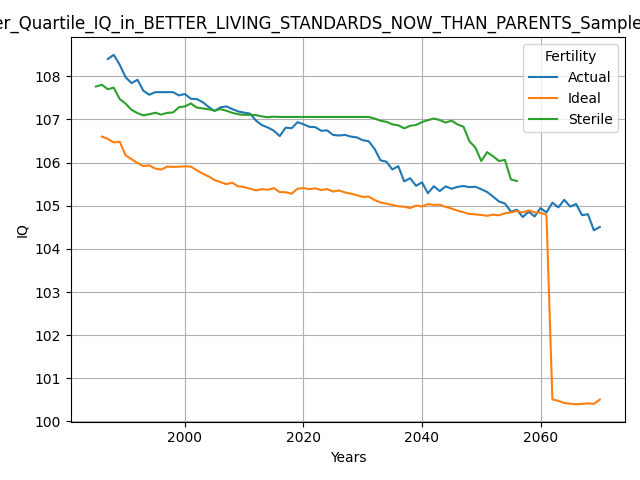 er_Quartile_IQ_in_BETTER_LIVING_STANDARDS_NOW_THAN_PARENTS_Sample
Fertility
Actual
Ideal
Sterile
108
107
106
105
104
103
102
101
100
IQ
2000
2020
2040
2060
Years